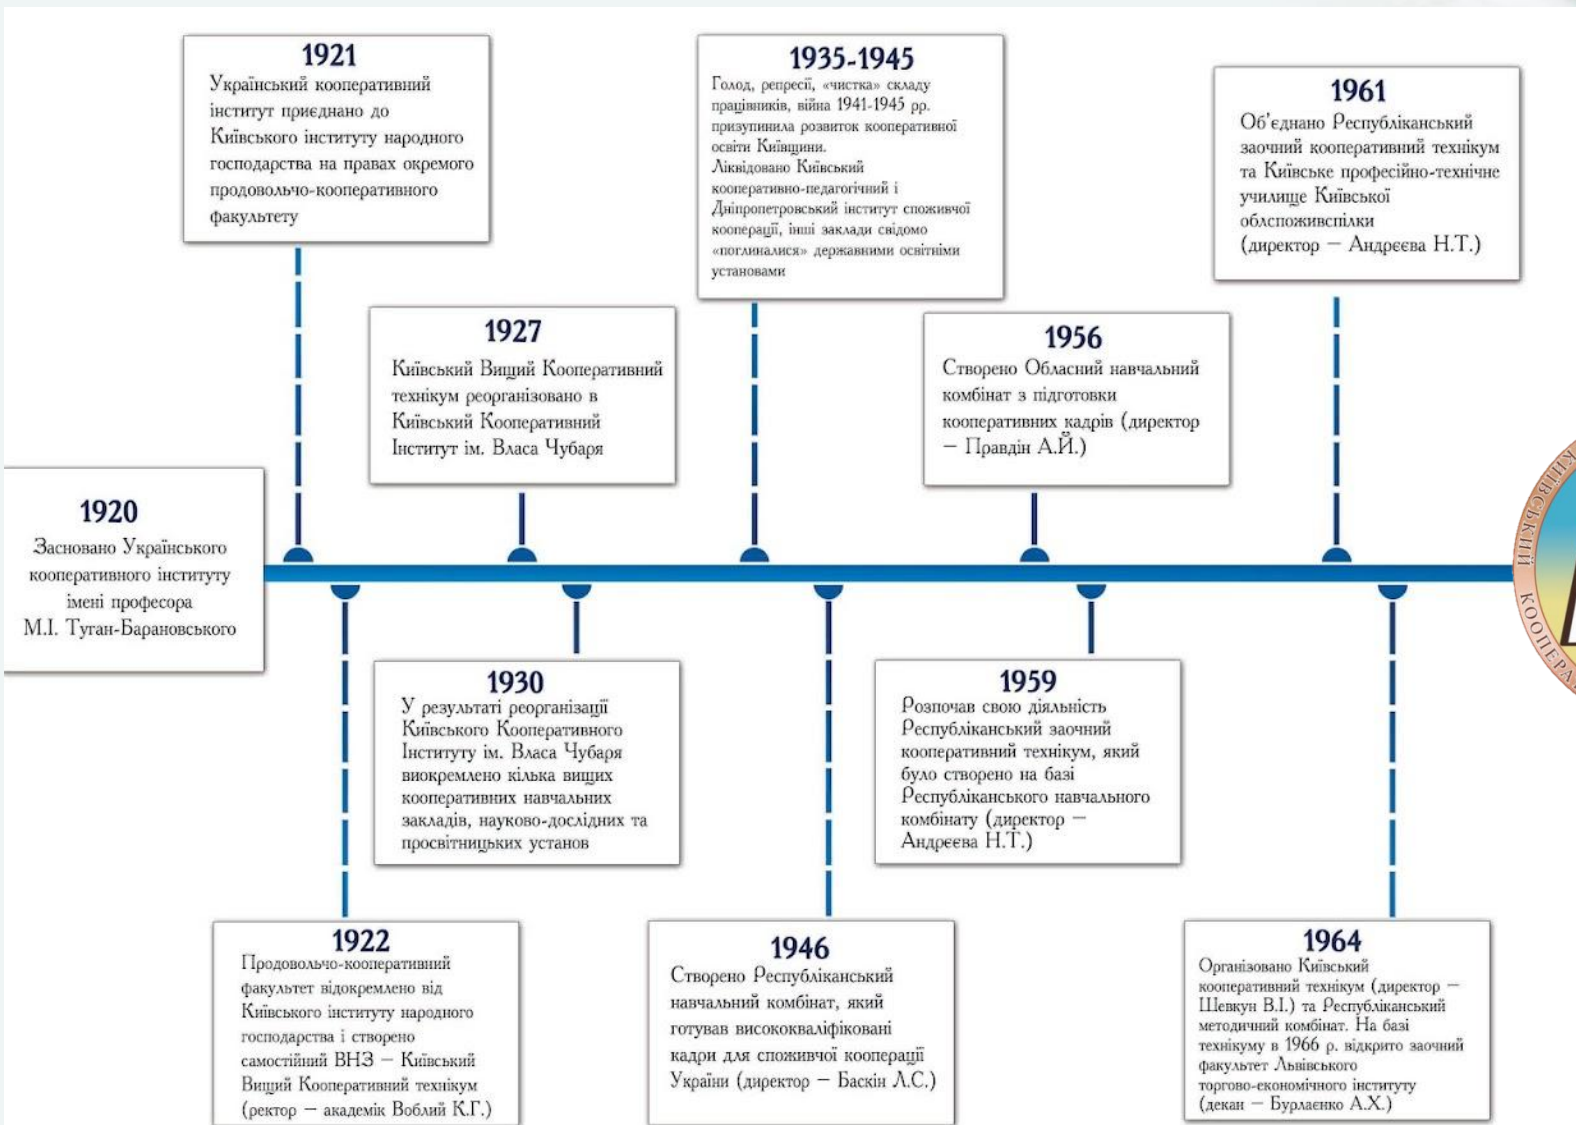 1920
Засновано Українського
кооперативного інституту
імені професора
М.І. Туган-Барановського
1921
Український кооперативний
інститут приєднано до
Київського інституту народного
господарства на правах окремого
продовольчо-кооперативного
факультету
1922
Продовольчо-кооперативний
факультет відокремлено від
Київського інституту народного
господарства і створено
самостійний ВНЗ – Київський
Вищий Кооперативний технікум
(ректор – академік Воблий К.Г.)
1927
Київський Вищий Кооперативний
технікум реорганізовано в
Київський Кооперативний
Інститут ім. Власа Чубаря
1930
У результаті реорганізації
Київського Кооперативного
Інституту ім. Власа Чубаря
виокремлено кілька вищих
кооперативних навчальних
закладів, науково-дослідних та
просвітницьких установ
1935-1945
Голод, репресії, «чистка» складу
працівників, війна 1941-1945 рр.
призупинила розвиток кооперативної
освіти Київщини.
Ліквідовано Київський
кооперативно-педагогічний і
Дніпропетровський інститут споживчої
кооперації, інші заклади свідомо
«поглиналися» державними освітніми
установами
1946
Створено Республіканський
навчальний комбінат, який
готував висококваліфіковані
кадри для споживчої кооперації
України (директор – Баскін Л.С.)
1956
Створено Обласний навчальний
комбінат з підготовки
кооперативних кадрів (директор
– Правдін А.Й.)
1959
Розпочав свою діяльність
Республіканський заочний
кооперативний технікум, який
було створено на базі
Республіканського навчального
комбінату (директор –
Андрєєва Н.Т.)
1961
Об’єднано Республіканський
заочний кооперативний технікум
та Київське професійно-технічне
училище Київської
облспоживспілки
(директор – Андрєєва Н.Т.)
1964
Організовано Київський
кооперативний технікум (директор –
Шевкун В.І.) та Республіканський
методичний комбінат. На базі
технікуму в 1966 р. відкрито заочний
факультет Львівського
торгово-економічного інституту
(декан – Бурлаєнко А.Х.)
КИЇВСЬКИЙ